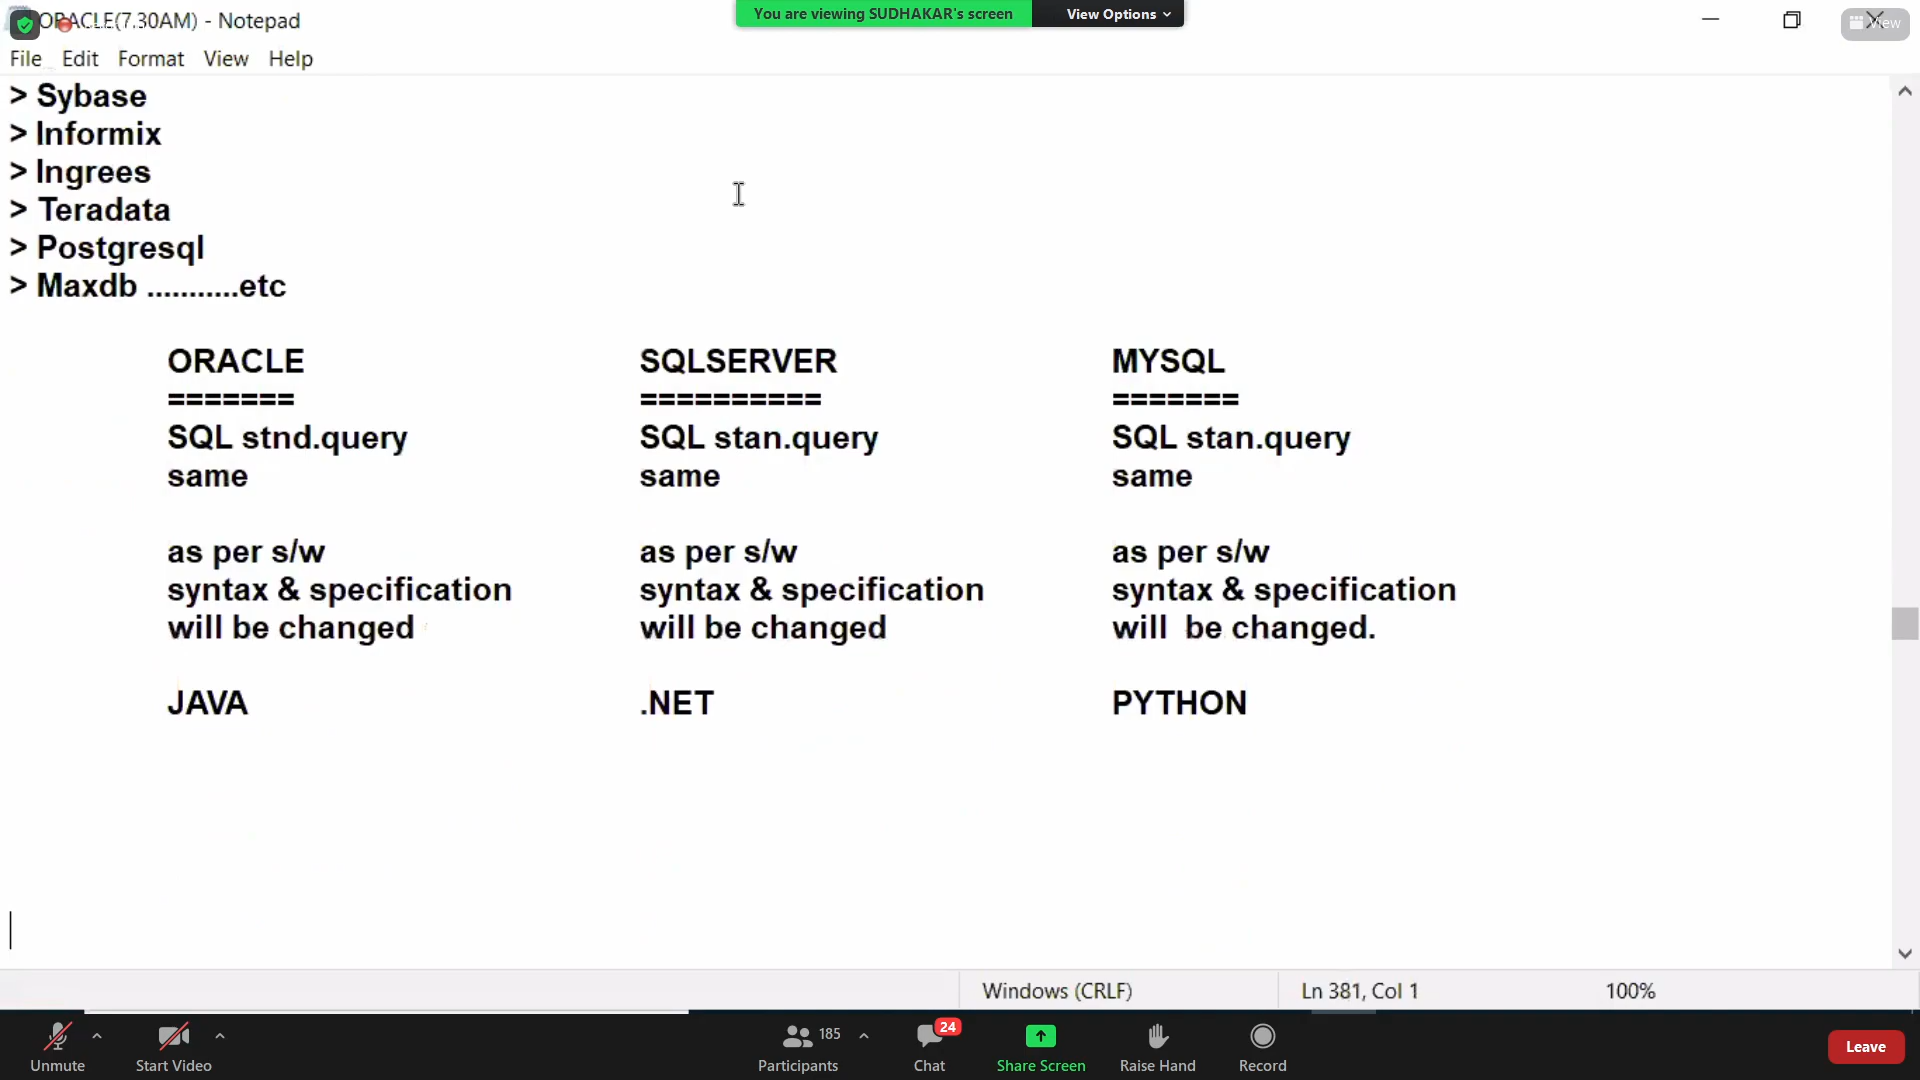 ORACLE(7.30AM) - Notepad
You are viewing SUDHAKAR's screen
View Options
View
File Edit Format View Help
> Sybase
> Informix
> Ingrees
> Teradata
> Postgresql
> Maxdb ...........etc
ORACLE SQLSERVER MYSQL
======= ========== =======
SQL stnd.query SQL stan.query SQL stan.query
same same same
as per s/w as per s/w as per s/w
syntax & specification syntax & specification syntax & specification
will be changed will be changed will be changed.
JAVA .NET PYTHON
Windows (CRLF) Ln 381, Col 1 100%
185 24
Unmute Start Video Participants Chat Share Screen Raise Hand Record Leave